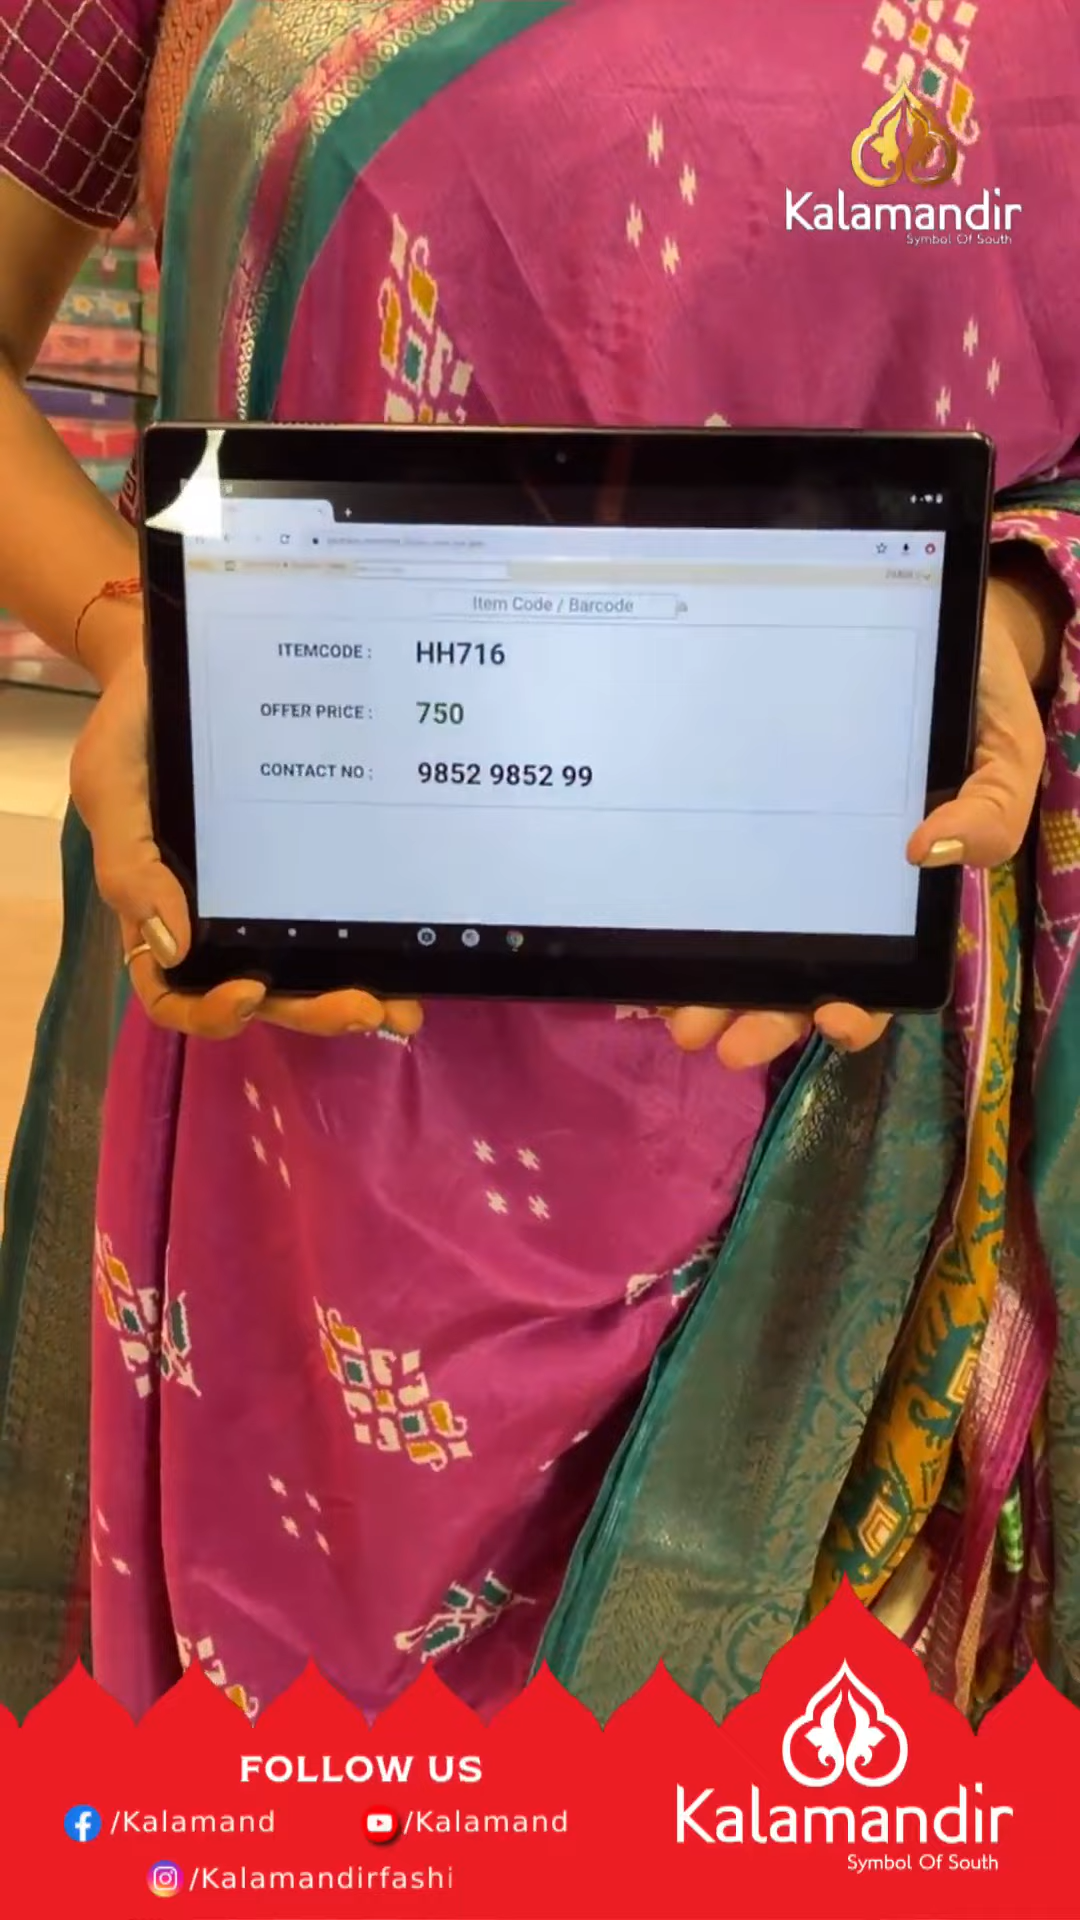 Kalamandir
Symbol Of South
Item Code / Barcode
ITEMCODE : HH716
OFFER PRICE : 750
CONTACT NO : 9852 9852 99
FOLLOW US
/Kalamand
/Kalamand
/Kalamandirfashi
Kalamandir
Symbol Of South